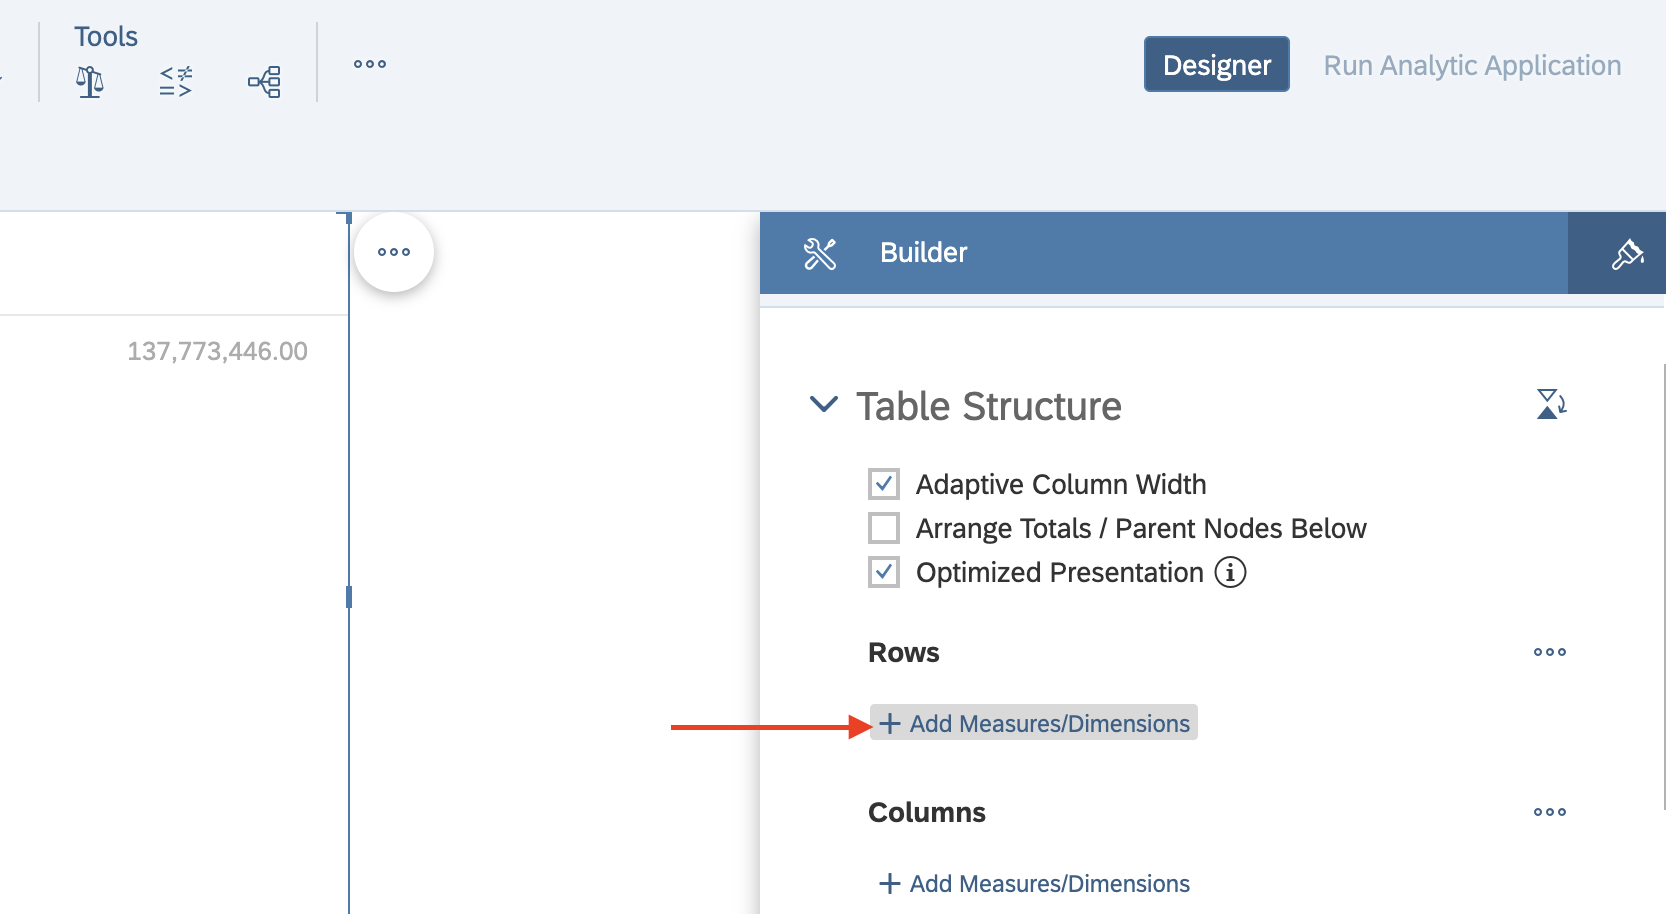 Tools
Designer
Run Analytic Application
Builder
137,773,446.00
Table Structure
Adaptive Column Width
Arrange Totals / Parent Nodes Below
Optimized Presentation
Rows
+ Add Measures/Dimensions
Columns
+ Add Measures/Dimensions